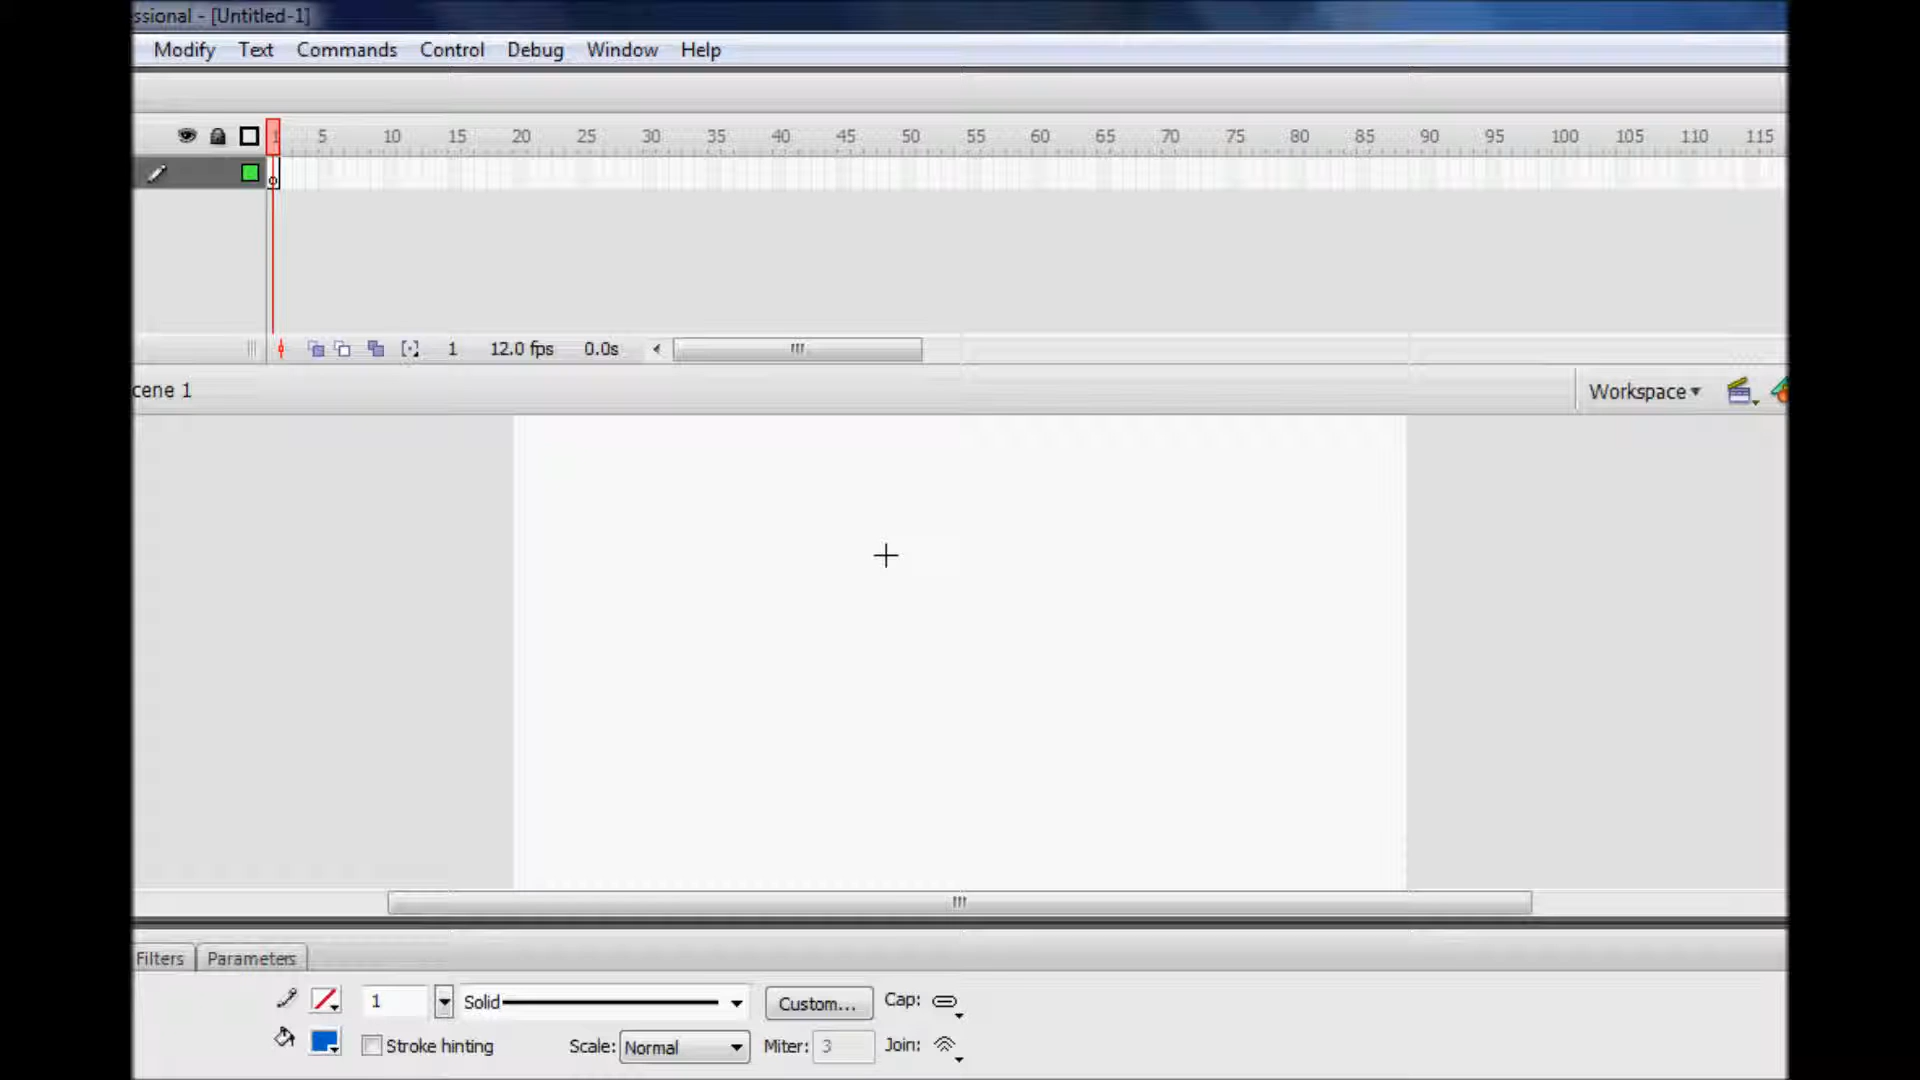 ssional - [Untitled-1]
Modify Text Commands Control Debug Window Help
1 5 10 15 20 25 30 35 40 45 50 55 60 65 70 75 80 85 90 95 100 105 110 115
1 12.0 fps 0.0s
cene 1 Workspace
Filters Parameters
1 Solid Custom... Cap:
Stroke hinting Scale: Normal Miter: 3 Join: